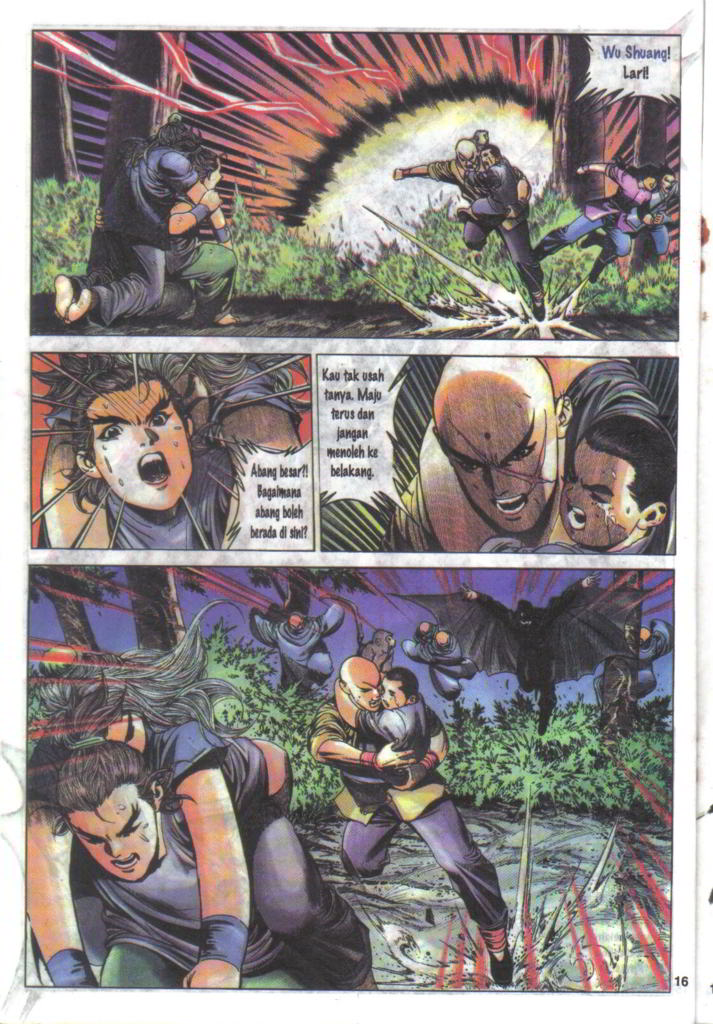 Wu Shuang!
Lari!
Abang besar?!
Bagaimana
abang boleh
berada di sini?
Kau tak usah
tanya. Maju
terus dan
jangan
menoleh ke
belakang.
16